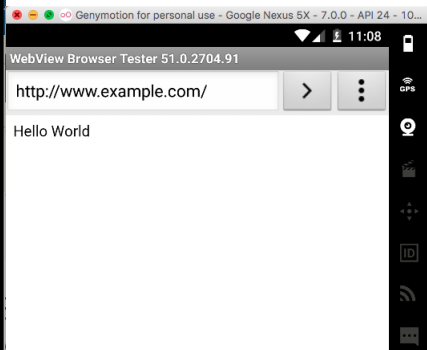 Genymotion for personal use - Google Nexus 5X - 7.0.0 - API 24 - 10...
11:08
WebView Browser Tester 51.0.2704.91
http://www.example.com/
Hello World
GPS
ID